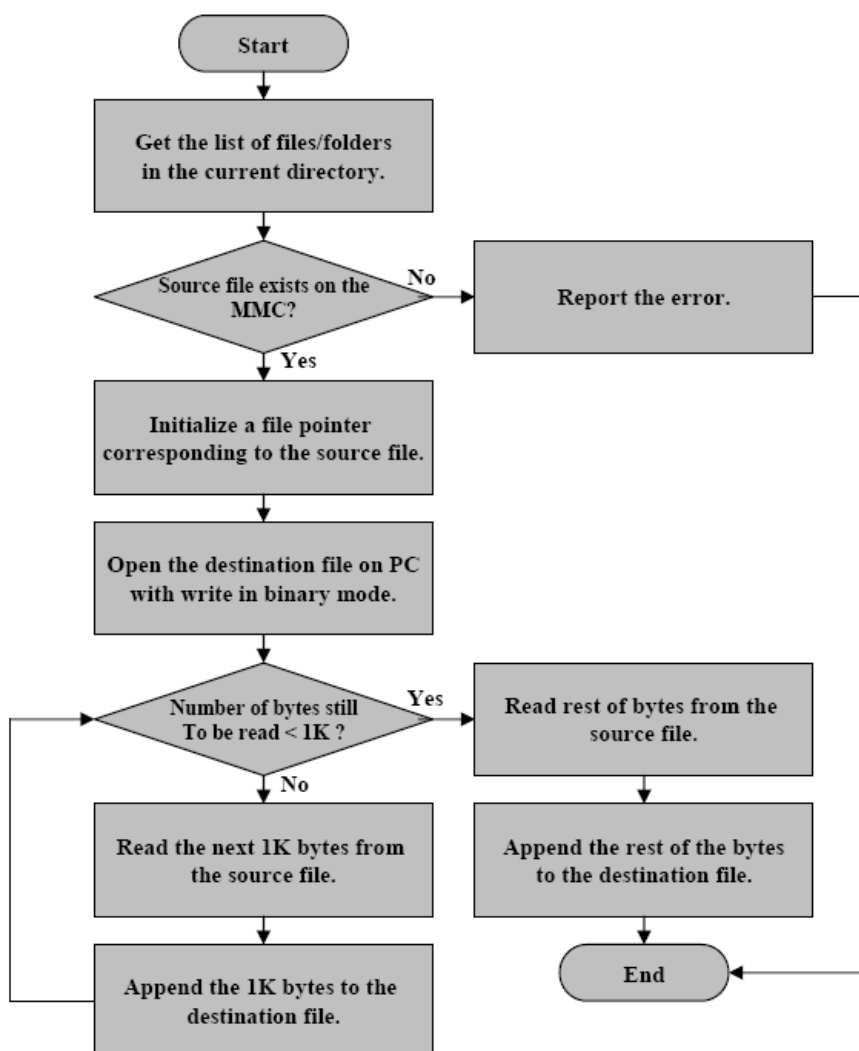 Start
Get the list of files/folders
in the current directory.
Source file exists on the
MMC?
No
Report the error.
Yes
Initialize a file pointer
corresponding to the source file.
Open the destination file on PC
with write in binary mode.
Number of bytes still
To be read < 1K ?
Yes
Read rest of bytes from the
source file.
No
Read the next 1K bytes from
the source file.
Append the rest of the bytes
to the destination file.
Append the 1K bytes to the
destination file.
End